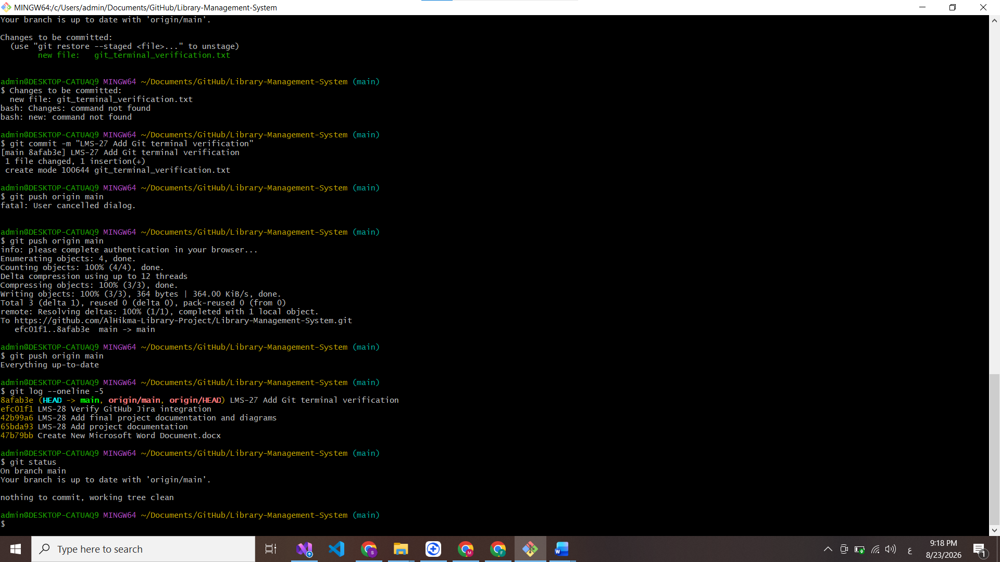 MINGW64:/c/Users/admin/Documents/GitHub/Library-Management-System
Your branch is up to date with 'origin/main'.
Changes to be committed:
  (use "git restore --staged <file>..." to unstage)
        new file:   git_terminal_verification.txt
admin@DESKTOP-CATUAQ9 MINGW64 ~/Documents/GitHub/Library-Management-System (main)
$ Changes to be committed:
  new file: git_terminal_verification.txt
bash: Changes: command not found
bash: new: command not found
admin@DESKTOP-CATUAQ9 MINGW64 ~/Documents/GitHub/Library-Management-System (main)
$ git commit -m "LMS-27 Add Git terminal verification"
[main 8afab3e] LMS-27 Add Git terminal verification
 1 file changed, 1 insertion(+)
 create mode 100644 git_terminal_verification.txt
admin@DESKTOP-CATUAQ9 MINGW64 ~/Documents/GitHub/Library-Management-System (main)
$ git push origin main
fatal: User cancelled dialog.
admin@DESKTOP-CATUAQ9 MINGW64 ~/Documents/GitHub/Library-Management-System (main)
$ git push origin main
info: please complete authentication in your browser...
Enumerating objects: 4, done.
Counting objects: 100% (4/4), done.
Delta compression using up to 12 threads
Compressing objects: 100% (3/3), done.
Writing objects: 100% (3/3), 364 bytes | 364.00 KiB/s, done.
Total 3 (delta 1), reused 0 (delta 0), pack-reused 0 (from 0)
remote: Resolving deltas: 100% (1/1), completed with 1 local object.
To https://github.com/AlHikma-Library-Project/Library-Management-System.git
   efc01f1..8afab3e  main -> main
admin@DESKTOP-CATUAQ9 MINGW64 ~/Documents/GitHub/Library-Management-System (main)
$ git push origin main
Everything up-to-date
admin@DESKTOP-CATUAQ9 MINGW64 ~/Documents/GitHub/Library-Management-System (main)
$ git log --oneline -5
8afab3e (HEAD -> main, origin/main, origin/HEAD) LMS-27 Add Git terminal verification
efc01f1 LMS-28 Verify GitHub Jira integration
42b99a6 LMS-28 Add final project documentation and diagrams
65bda93 LMS-28 Add project documentation
47b79bb Create New Microsoft Word Document.docx
admin@DESKTOP-CATUAQ9 MINGW64 ~/Documents/GitHub/Library-Management-System (main)
$ git status
On branch main
Your branch is up to date with 'origin/main'.
nothing to commit, working tree clean
admin@DESKTOP-CATUAQ9 MINGW64 ~/Documents/GitHub/Library-Management-System (main)
$
Type here to search
S
M
F
W
ع
9:18 PM
8/23/2026
1